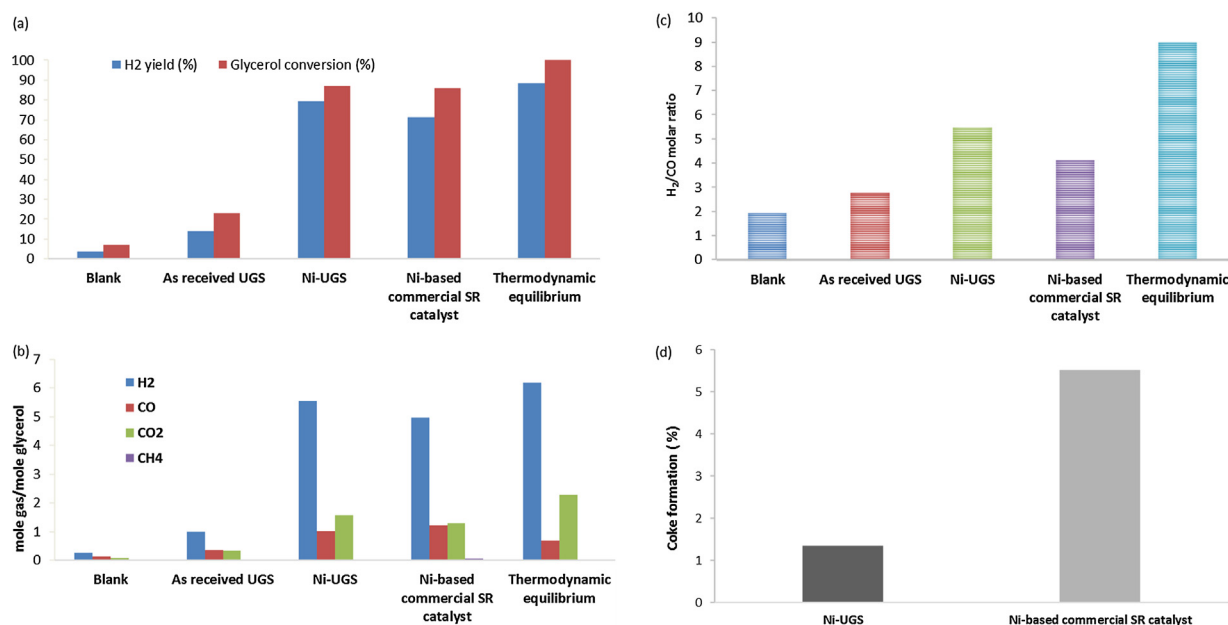 (a)
H2 yield (%) Glycerol conversion (%)
100
90
80
70
60
50
40
30
20
10
0
Blank As received UGS Ni-UGS Ni-based commercial SR catalyst Thermodynamic equilibrium
(c)
H₂/CO molar ratio
10
9
8
7
6
5
4
3
2
1
0
Blank As received UGS Ni-UGS Ni-based commercial SR catalyst Thermodynamic equilibrium
(b)
mole gas/mole glycerol
7
6
5
4
3
2
1
0
H2
CO
CO2
CH4
Blank As received UGS Ni-UGS Ni-based commercial SR catalyst Thermodynamic equilibrium
(d)
Coke formation (%)
6
5
4
3
2
1
0
Ni-UGS Ni-based commercial SR catalyst